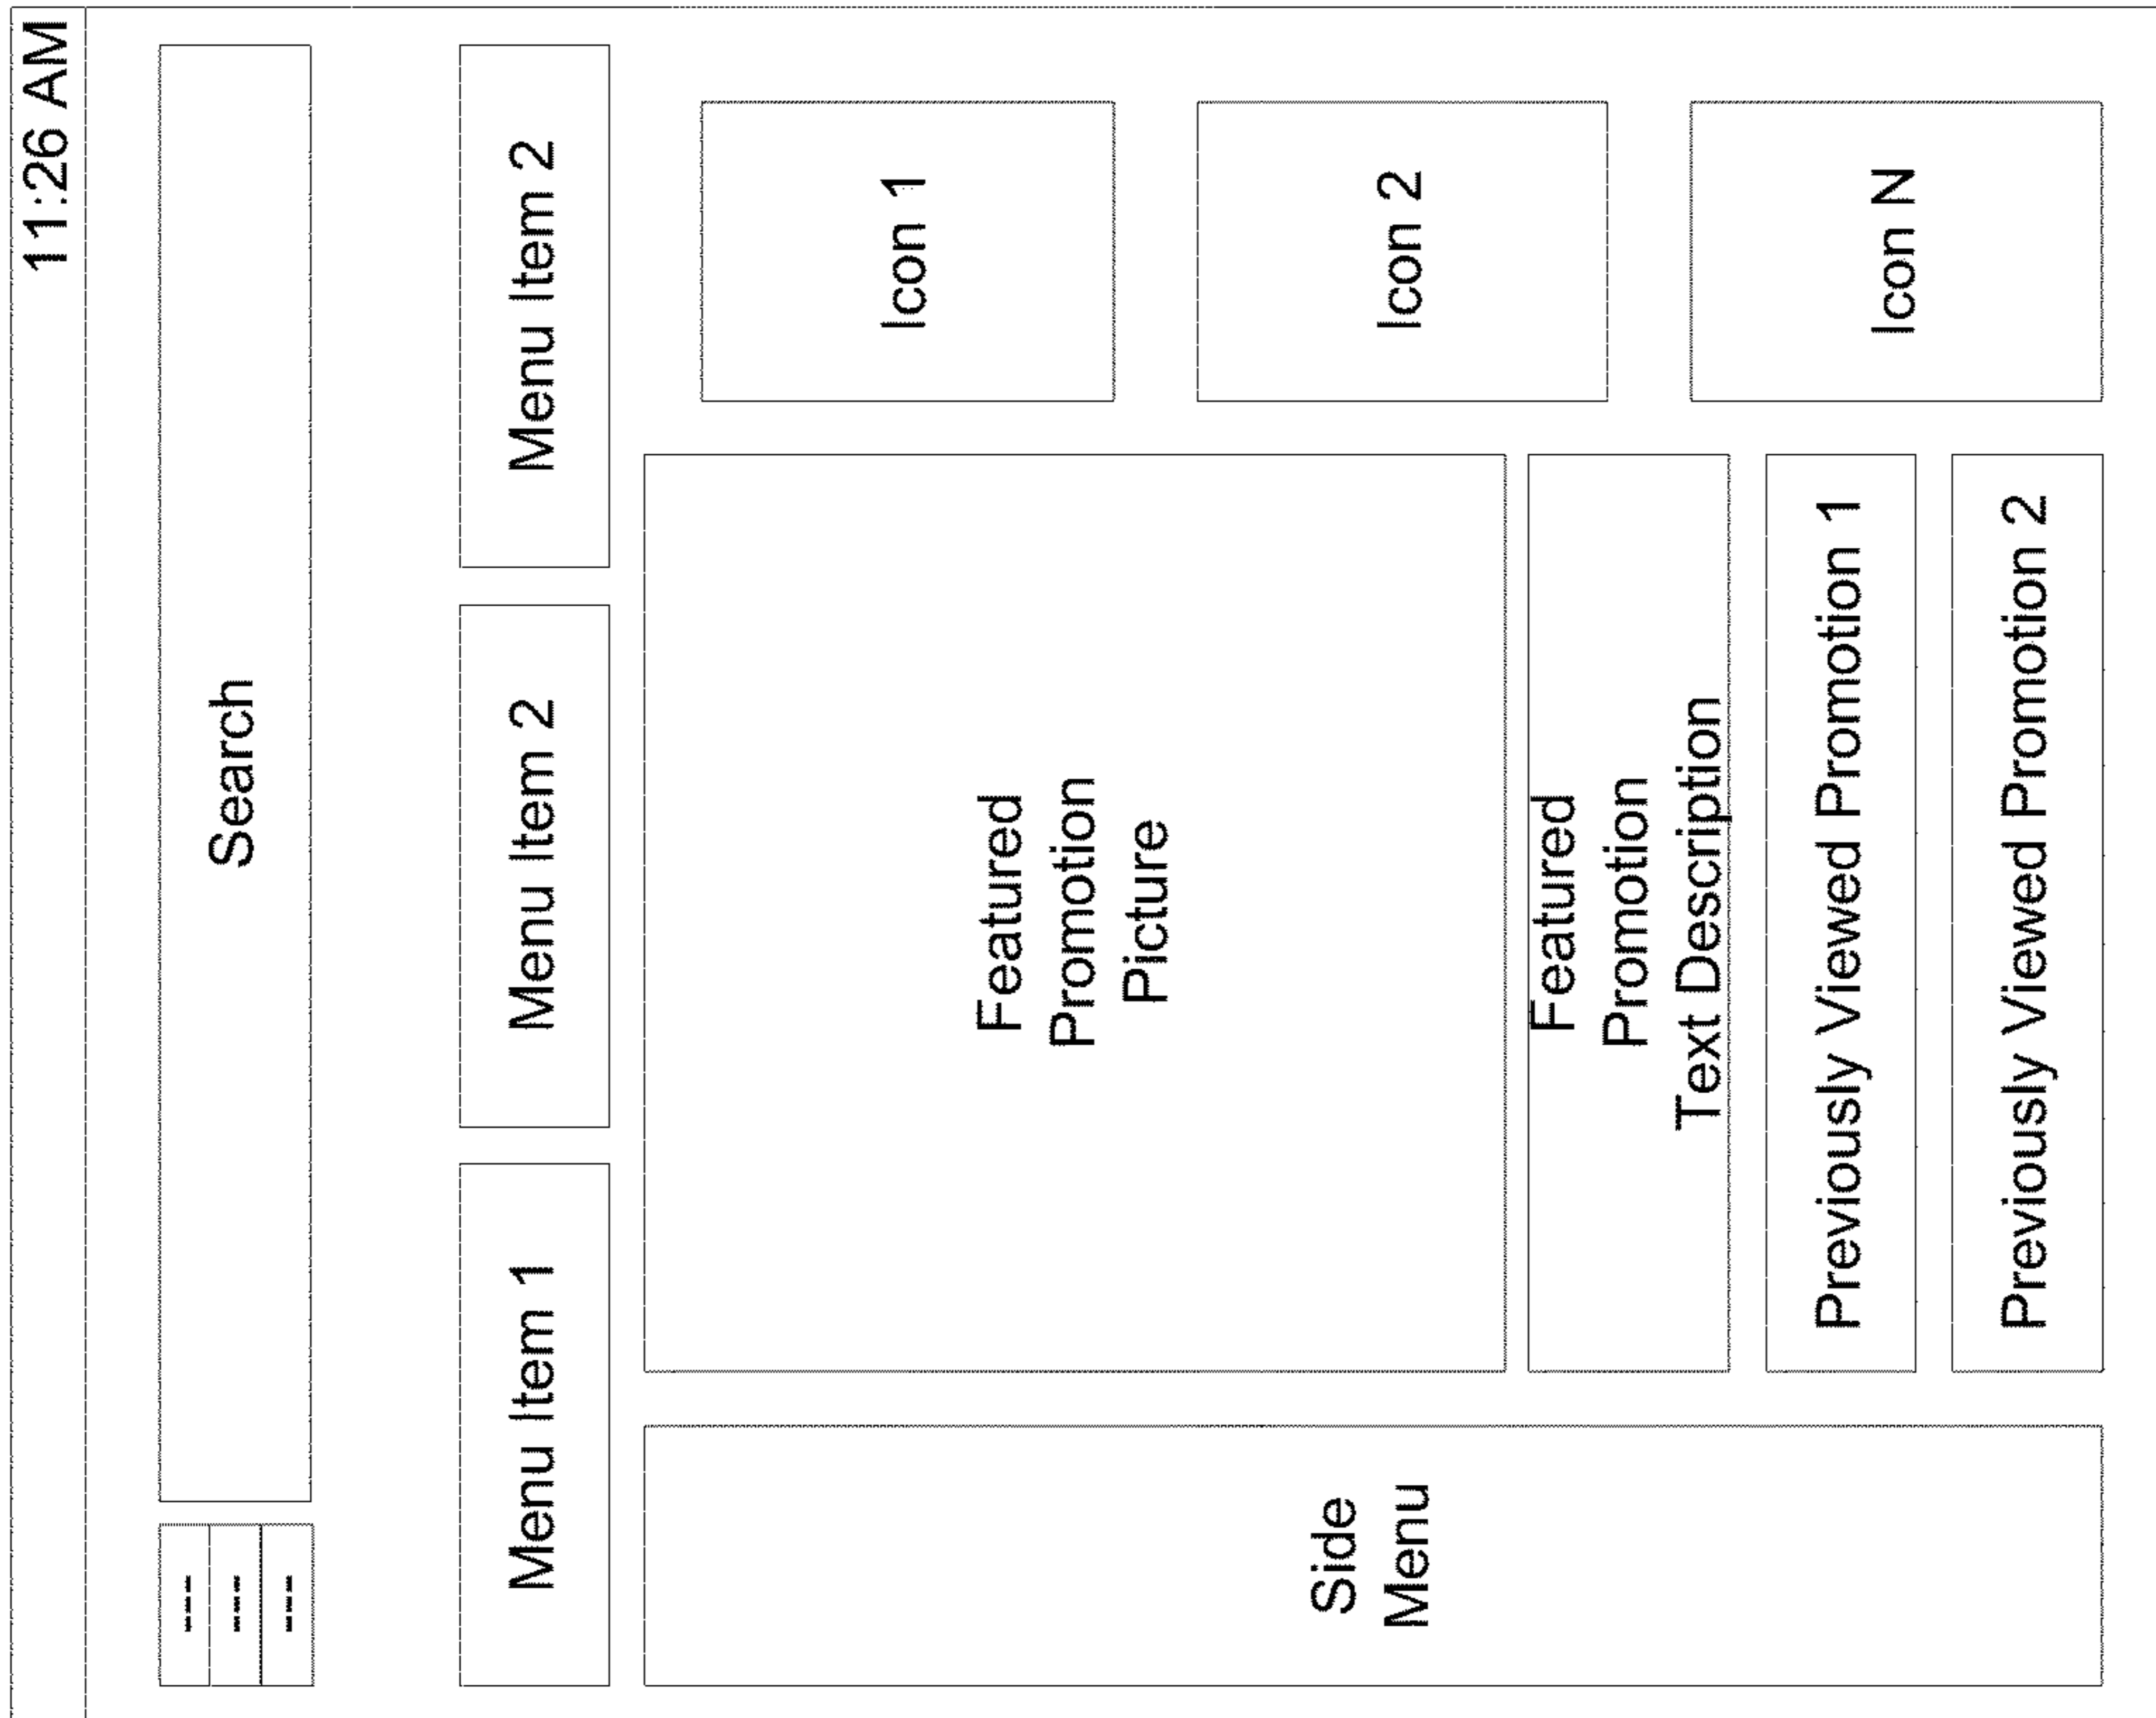 11:26 AM
---
---
---
Search
Menu Item 1
Menu Item 2
Menu Item 2
Side
Menu
Featured
Promotion
Picture
Featured
Promotion
Text Description
Previously Viewed Promotion 1
Previously Viewed Promotion 2
Icon 1
Icon 2
Icon N